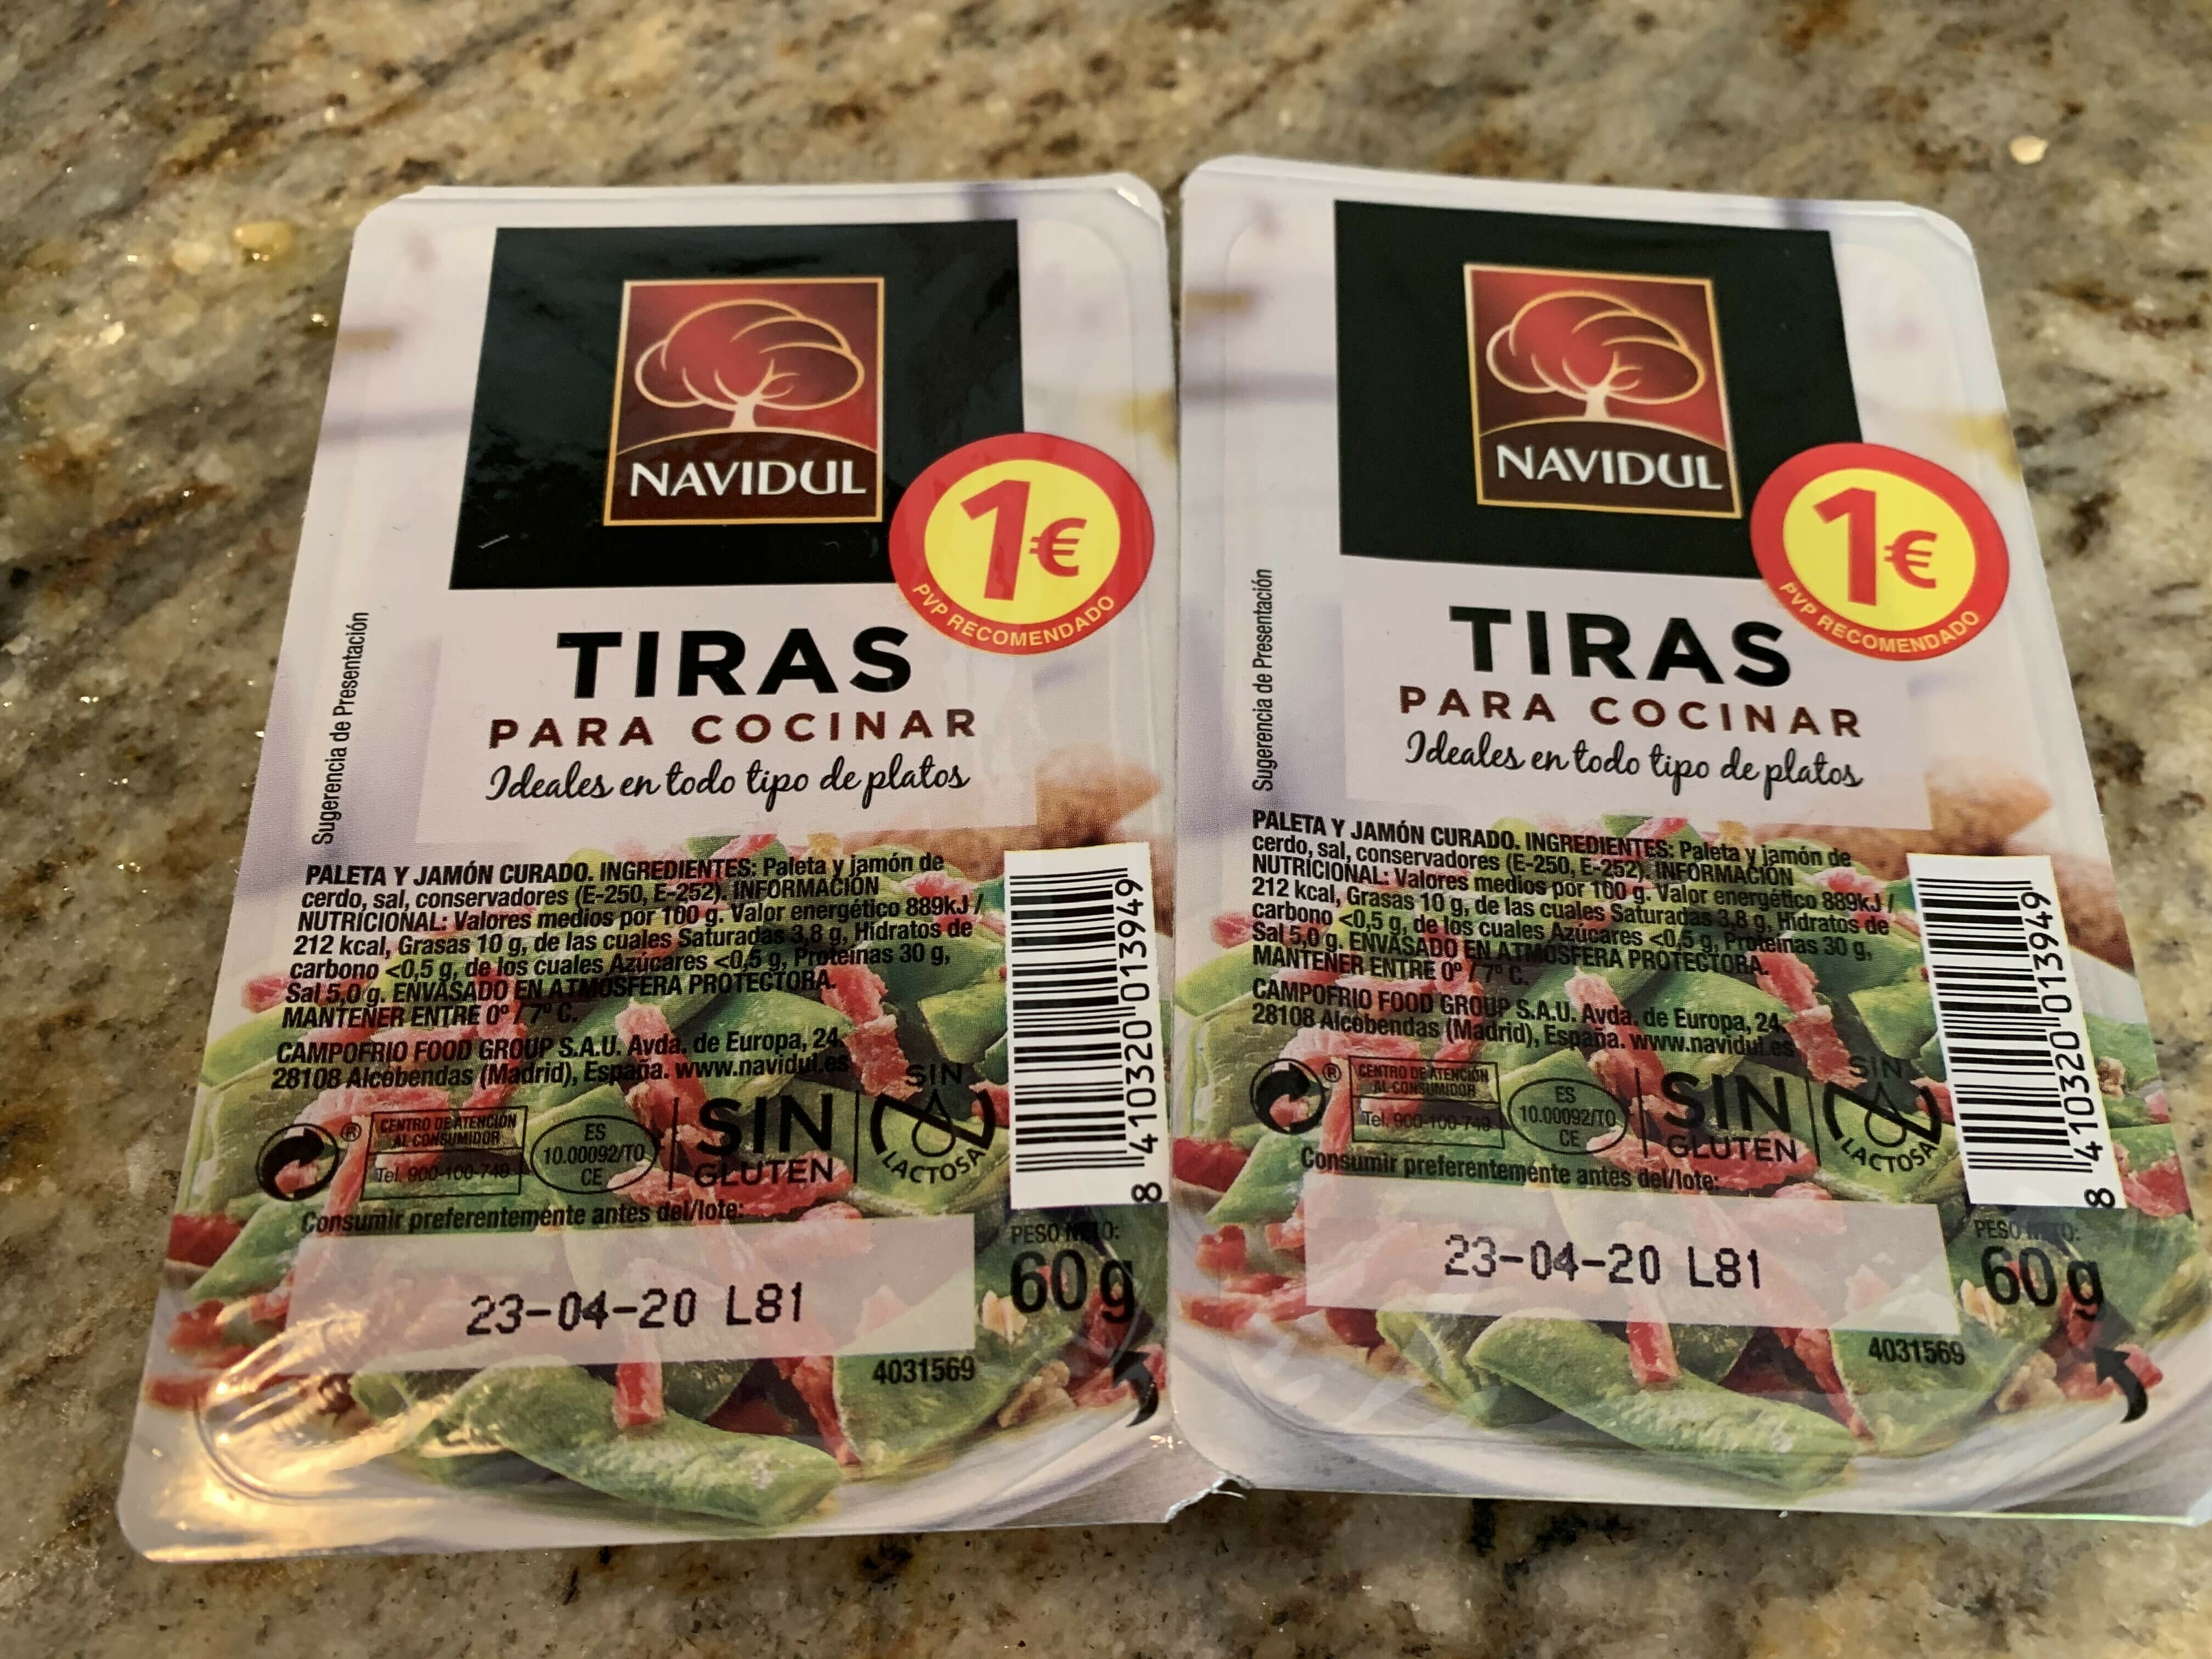 NAVIDUL
1€
PVP RECOMENDADO
TIRAS
PARA COCINAR
Ideales en todo tipo de platos
Sugerencia de Presentación
PALETA Y JAMÓN CURADO. INGREDIENTES: Paleta y jamón de
cerdo, sal, conservadores (E-250, E-252). INFORMACIÓN
NUTRICIONAL: Valores medios por 100 g. Valor energético 889kJ /
212 kcal, Grasas 10 g, de las cuales Saturadas 3,8 g, Hidratos de
carbono <0,5 g, de los cuales Azúcares <0,5 g, Proteínas 30 g,
Sal 5,0 g. ENVASADO EN ATMÓSFERA PROTECTORA.
MANTENER ENTRE 0º / 7º C.
CAMPOFRIO FOOD GROUP S.A.U. Avda. de Europa, 24.
28108 Alcobendas (Madrid), España. www.navidul.es
®
CENTRO DE ATENCIÓN
AL CONSUMIDOR
Tel. 900-100-749
ES
10.00092/TO
CE
SIN
GLUTEN
SIN
LACTOSA
8 410320 013949
Consumir preferentemente antes del/lote:
23-04-20 L81
PESO NETO:
60 g
4031569
NAVIDUL
1€
PVP RECOMENDADO
TIRAS
PARA COCINAR
Ideales en todo tipo de platos
Sugerencia de Presentación
PALETA Y JAMÓN CURADO. INGREDIENTES: Paleta y jamón de
cerdo, sal, conservadores (E-250, E-252). INFORMACIÓN
NUTRICIONAL: Valores medios por 100 g. Valor energético 889kJ /
212 kcal, Grasas 10 g, de las cuales Saturadas 3,8 g, Hidratos de
carbono <0,5 g, de los cuales Azúcares <0,5 g, Proteínas 30 g,
Sal 5,0 g. ENVASADO EN ATMÓSFERA PROTECTORA.
MANTENER ENTRE 0º / 7º C.
CAMPOFRIO FOOD GROUP S.A.U. Avda. de Europa, 24.
28108 Alcobendas (Madrid), España. www.navidul.es
®
CENTRO DE ATENCIÓN
AL CONSUMIDOR
Tel. 900-100-749
ES
10.00092/TO
CE
SIN
GLUTEN
SIN
LACTOSA
8 410320 013949
Consumir preferentemente antes del/lote:
23-04-20 L81
PESO NETO:
60 g
4031569